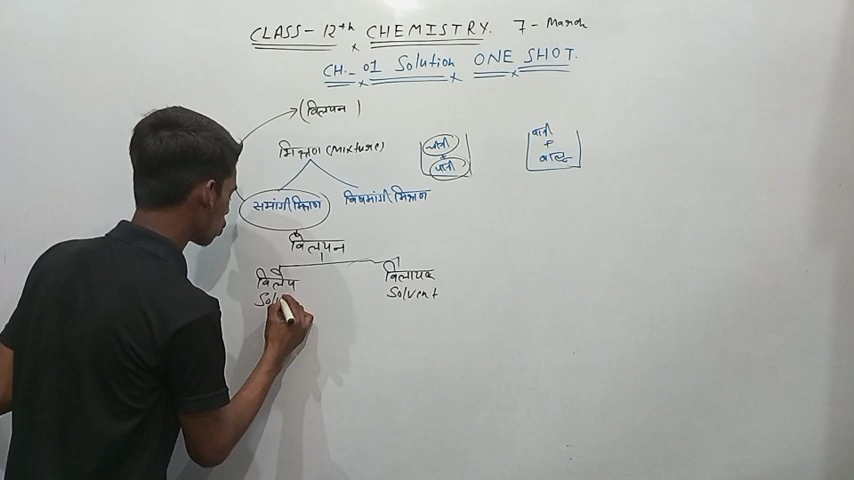 CLASS-12th CHEMISTRY. 7-March
CH.-01 Solution ONE SHOT.
(विलयन)
मिश्रण (Mixture)
चीनी
+
पानी
पानी
+
बालू
समांगी मिश्रण विषमांगी मिश्रण
विलयन
विलेय विलायक
Solu Solvent